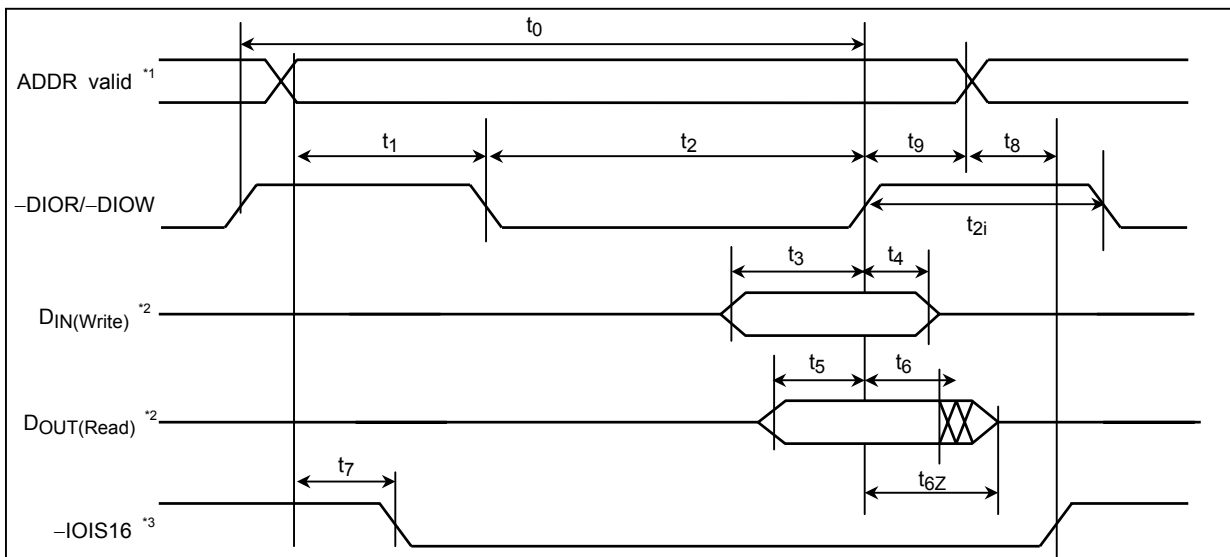 t0
ADDR valid *1
t1 t2 t9 t8
–DIOR/–DIOW
t2i
t3 t4
DIN(Write) *2
t5 t6
DOUT(Read) *2
t7 t6Z
–IOIS16 *3